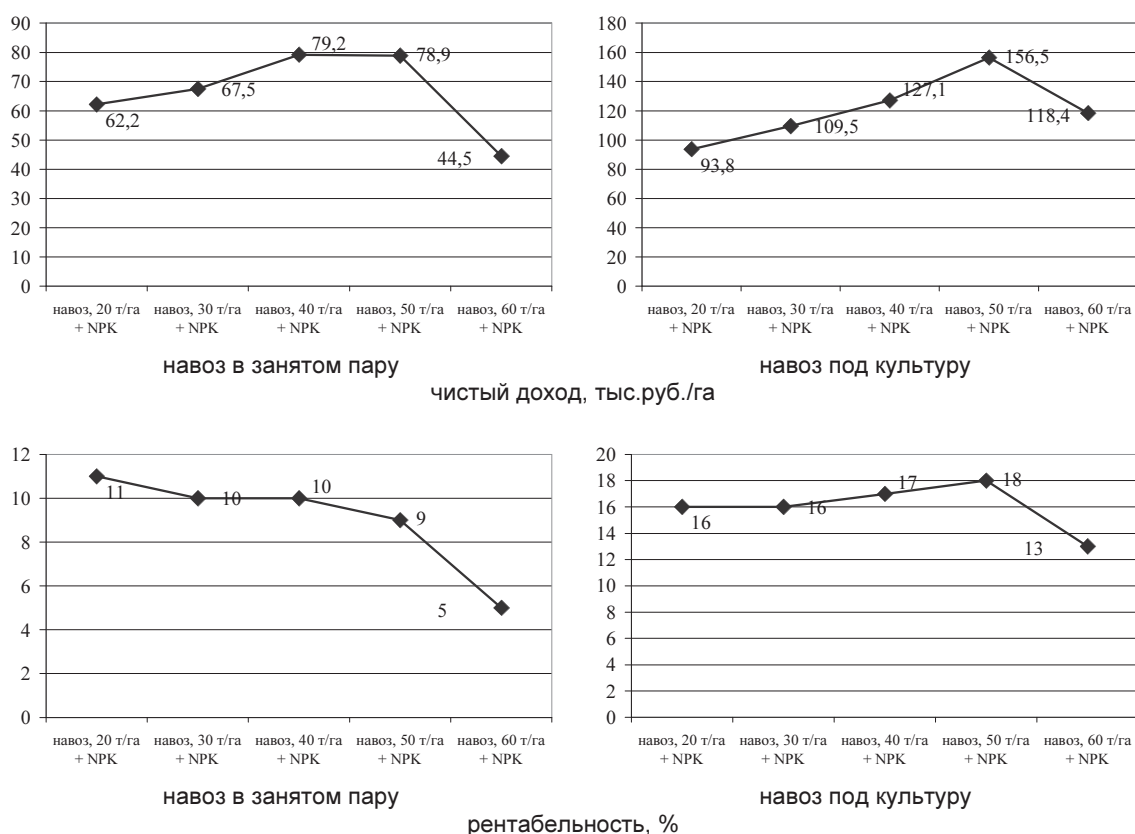 90
80
70
60
50
40
30
20
10
0
62,2
67,5
79,2
78,9
44,5
навоз, 20 т/га
+ NPK
навоз, 30 т/га
+ NPK
навоз, 40 т/га
+ NPK
навоз, 50 т/га
+ NPK
навоз, 60 т/га
+ NPK
навоз в занятом пару
180
160
140
120
100
80
60
40
20
0
93,8
109,5
127,1
156,5
118,4
навоз, 20 т/га
+ NPK
навоз, 30 т/га
+ NPK
навоз, 40 т/га
+ NPK
навоз, 50 т/га
+ NPK
навоз, 60 т/га
+ NPK
навоз под культуру
чистый доход, тыс.руб./га
12
10
8
6
4
2
0
11
10
10
9
5
навоз, 20 т/га
+ NPK
навоз, 30 т/га
+ NPK
навоз, 40 т/га
+ NPK
навоз, 50 т/га
+ NPK
навоз, 60 т/га
+ NPK
навоз в занятом пару
20
18
16
14
12
10
8
6
4
2
0
16
16
17
18
13
навоз, 20 т/га
+ NPK
навоз, 30 т/га
+ NPK
навоз, 40 т/га
+ NPK
навоз, 50 т/га
+ NPK
навоз, 60 т/га
+ NPK
навоз под культуру
рентабельность, %